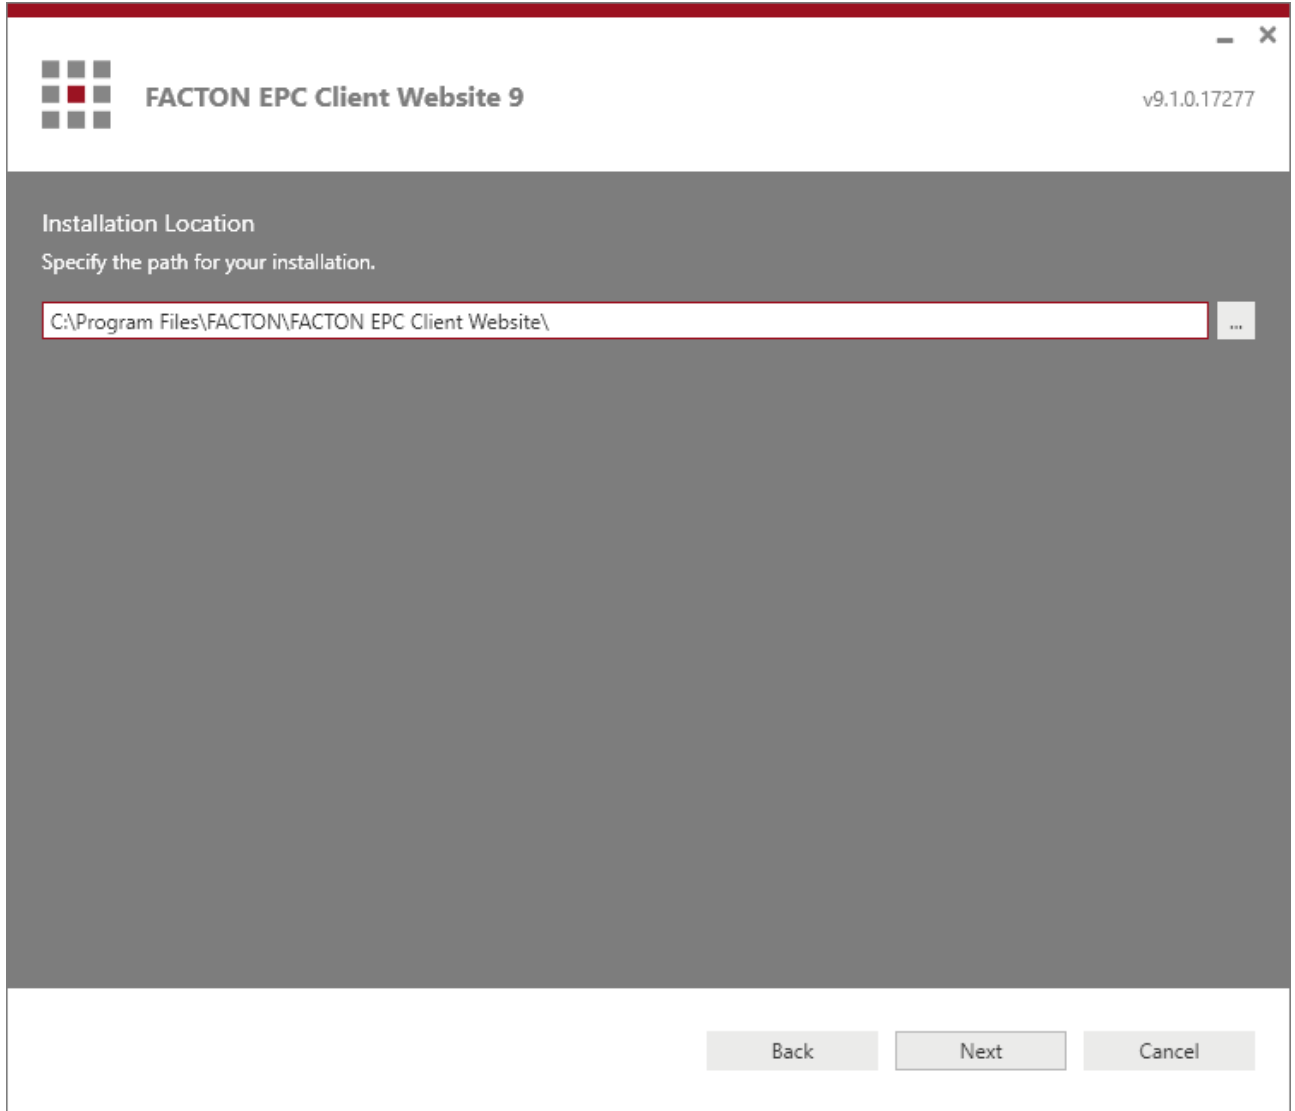 FACTON EPC Client Website 9
v9.1.0.17277
Installation Location
Specify the path for your installation.
C:\Program Files\FACTON\FACTON EPC Client Website\
...
Back
Next
Cancel